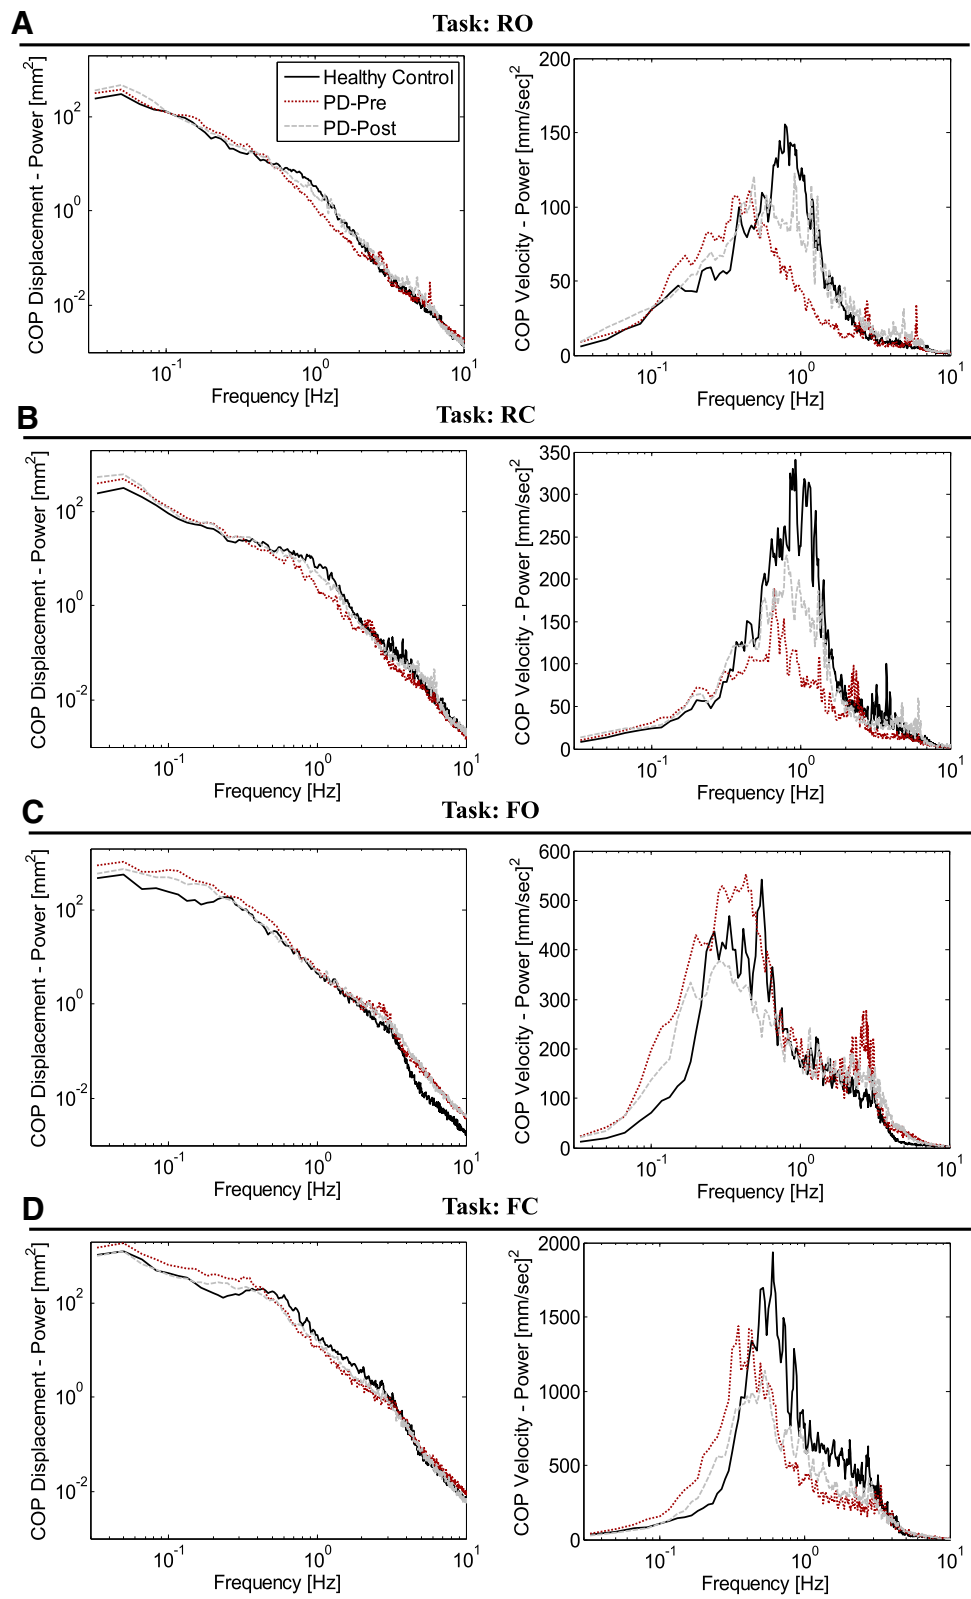 A
Task: RO
COP Displacement - Power [mm²]
10²
10⁰
10⁻²
Healthy Control
PD-Pre
PD-Post
10⁻¹
10⁰
10¹
Frequency [Hz]
COP Velocity - Power [mm/sec]²
200
150
100
50
0
10⁻¹
10⁰
10¹
Frequency [Hz]
B
Task: RC
COP Displacement - Power [mm²]
10²
10⁰
10⁻²
10⁻¹
10⁰
10¹
Frequency [Hz]
COP Velocity - Power [mm/sec]²
350
300
250
200
150
100
50
0
10⁻¹
10⁰
10¹
Frequency [Hz]
C
Task: FO
COP Displacement - Power [mm²]
10²
10⁰
10⁻²
10⁻¹
10⁰
10¹
Frequency [Hz]
COP Velocity - Power [mm/sec]²
600
500
400
300
200
100
0
10⁻¹
10⁰
10¹
Frequency [Hz]
D
Task: FC
COP Displacement - Power [mm²]
10²
10⁰
10⁻²
10⁻¹
10⁰
10¹
Frequency [Hz]
COP Velocity - Power [mm/sec]²
2000
1500
1000
500
0
10⁻¹
10⁰
10¹
Frequency [Hz]